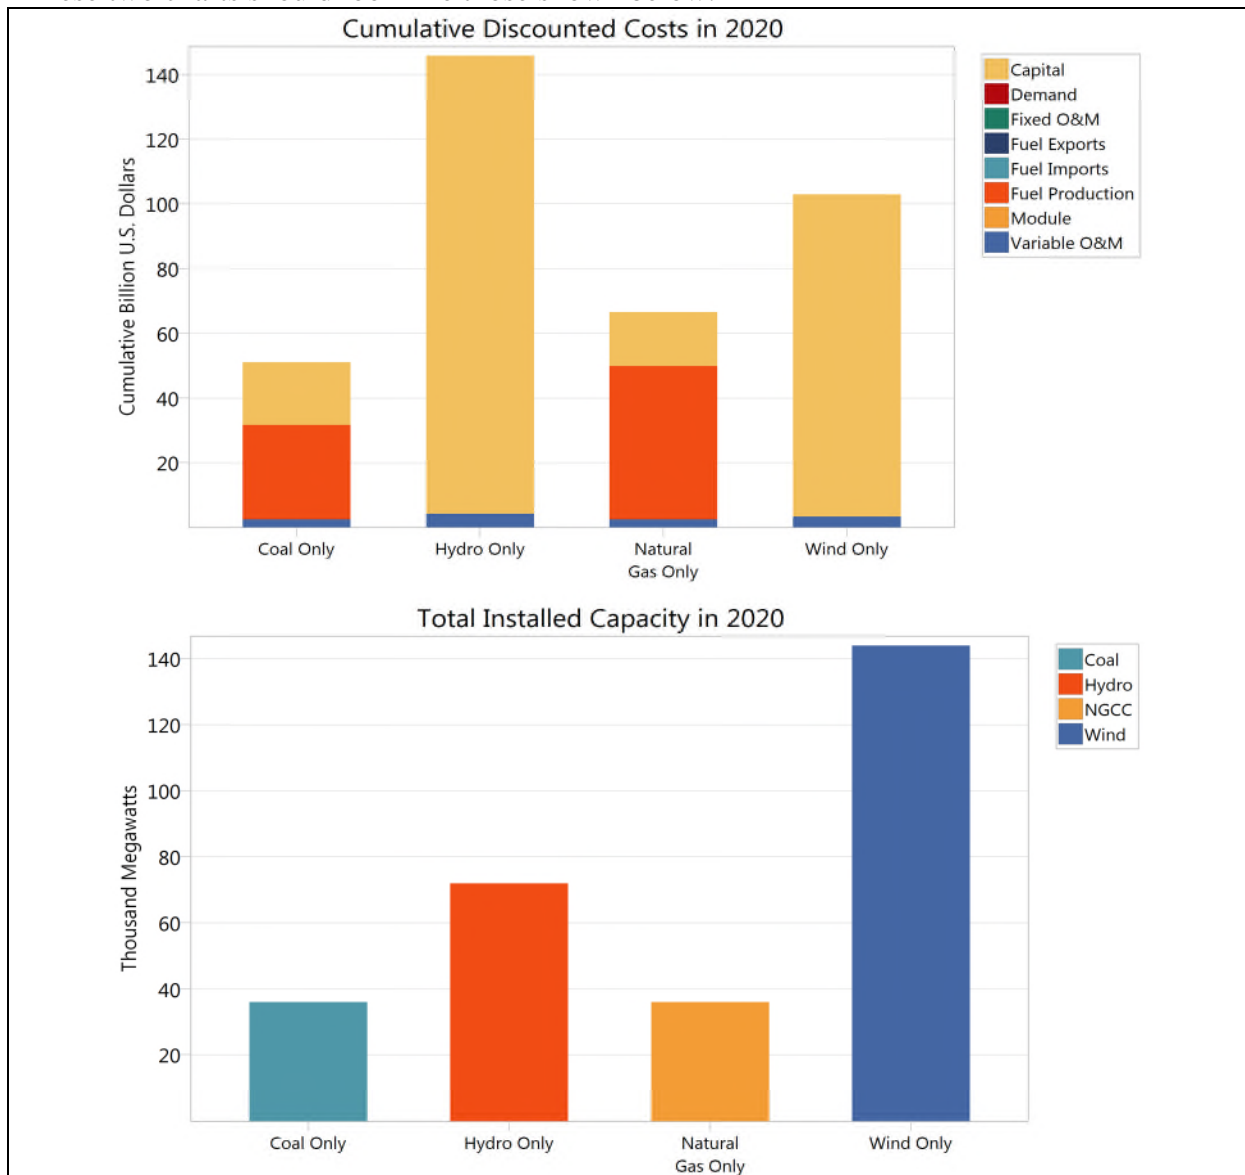 Cumulative Discounted Costs in 2020
Cumulative Billion U.S. Dollars
140
120
100
80
60
40
20
Coal Only
Hydro Only
Natural
Gas Only
Wind Only
Capital
Demand
Fixed O&M
Fuel Exports
Fuel Imports
Fuel Production
Module
Variable O&M
Total Installed Capacity in 2020
Thousand Megawatts
140
120
100
80
60
40
20
Coal Only
Hydro Only
Natural
Gas Only
Wind Only
Coal
Hydro
NGCC
Wind